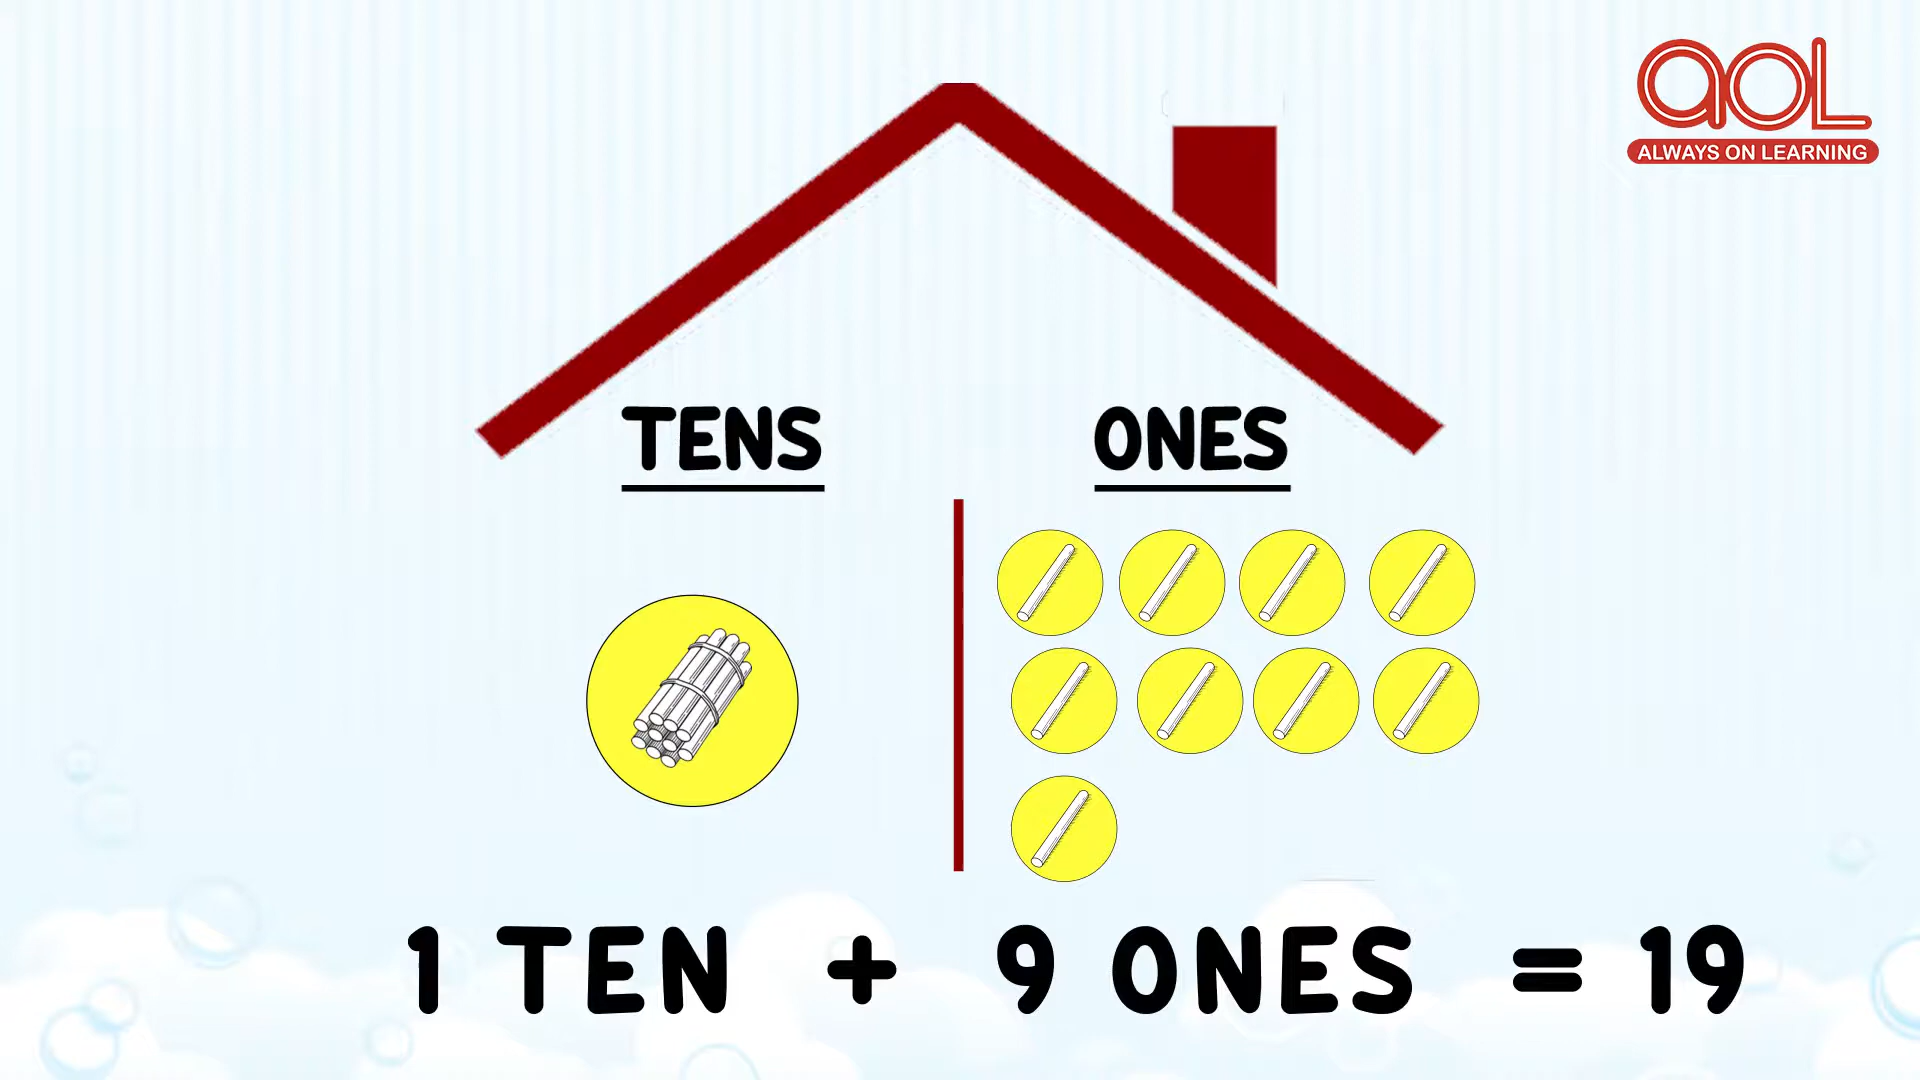 aOL
ALWAYS ON LEARNING
TENS ONES
1 TEN + 9 ONES = 19